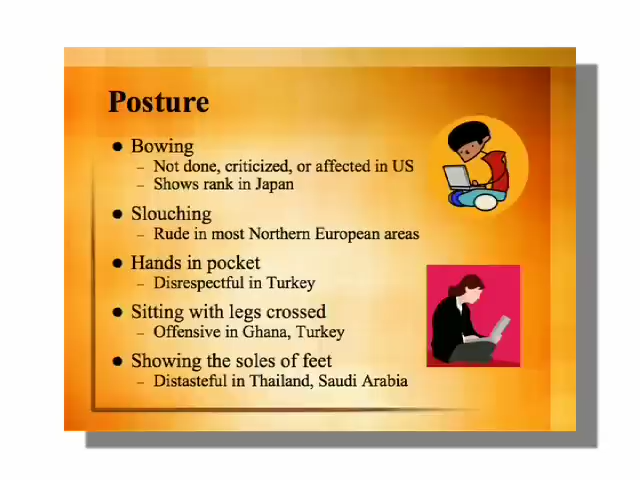 Posture
● Bowing
– Not done, criticized, or affected in US
– Shows rank in Japan
● Slouching
– Rude in most Northern European areas
● Hands in pocket
– Disrespectful in Turkey
● Sitting with legs crossed
– Offensive in Ghana, Turkey
● Showing the soles of feet
– Distasteful in Thailand, Saudi Arabia